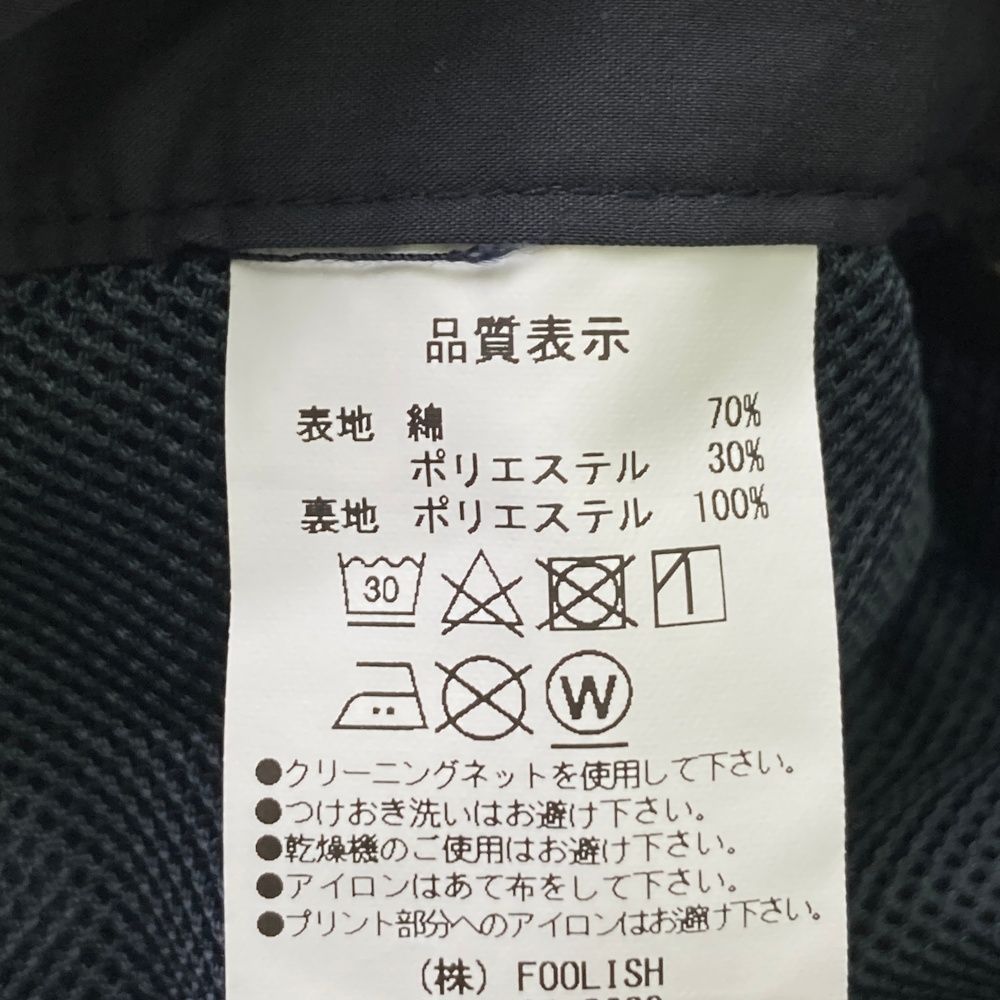 品質表示
表地 綿 70%
ポリエステル 30%
裏地 ポリエステル 100%
30
W
●クリーニングネットを使用して下さい。
●つけおき洗いはお避け下さい。
●乾燥機のご使用はお避け下さい。
●アイロンはあて布をして下さい。
●プリント部分へのアイロンはお避け下さい。
(株) FOOLISH